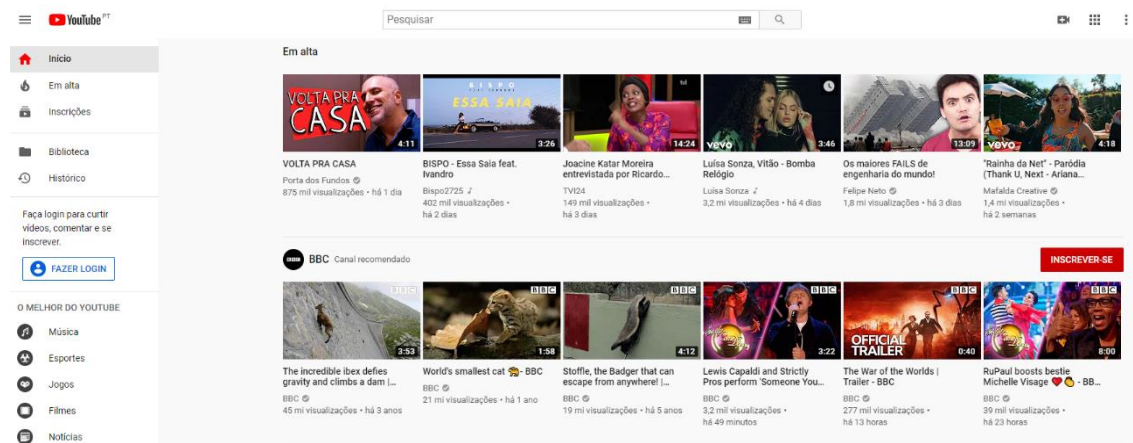 YouTube PT
Pesquisar
Início
Em alta
Inscrições
Biblioteca
Histórico
Faça login para curtir
vídeos, comentar e se
inscrever.
FAZER LOGIN
O MELHOR DO YOUTUBE
Música
Esportes
Jogos
Filmes
Notícias
Em alta
VOLTA PRA
CASA
4:11
VOLTA PRA CASA
Porta dos Fundos
875 mil visualizações • há 1 dia
BISPO
ESSA SAIA
3:26
BISPO - Essa Saia feat.
Ivandro
Bispo2725
402 mil visualizações •
há 2 dias
tvi
14:24
Joacine Katar Moreira
entrevistada por Ricardo...
TVI24
149 mil visualizações •
há 3 dias
vevo
3:46
Luísa Sonza, Vitão - Bomba
Relógio
Luísa Sonza
3,2 mi visualizações • há 4 dias
13:09
Os maiores FAILS de
engenharia do mundo!
Felipe Neto
1,8 mi visualizações • há 3 dias
vevo
4:18
"Rainha da Net" - Paródia
(Thank U, Next - Ariana...
Mafalda Creative
1,4 mi visualizações •
há 2 semanas
BBC
BBC Canal recomendado
INSCREVER-SE
BBC
3:53
The incredible ibex defies
gravity and climbs a dam |...
BBC
45 mi visualizações • há 3 anos
BBC
1:58
World's smallest cat 🐆- BBC
BBC
21 mi visualizações • há 1 ano
BBC
4:12
Stoffle, the Badger that can
escape from anywhere! |...
BBC
19 mi visualizações • há 5 anos
BBC
3:22
Lewis Capaldi and Strictly
Pros perform 'Someone You...
BBC
3,2 mil visualizações •
há 49 minutos
BBC
OFFICIAL
TRAILER
0:40
The War of the Worlds |
Trailer - BBC
BBC
277 mil visualizações •
há 13 horas
BBC
8:00
RuPaul boosts bestie
Michelle Visage ❤️👏 - BB...
BBC
39 mil visualizações •
há 23 horas